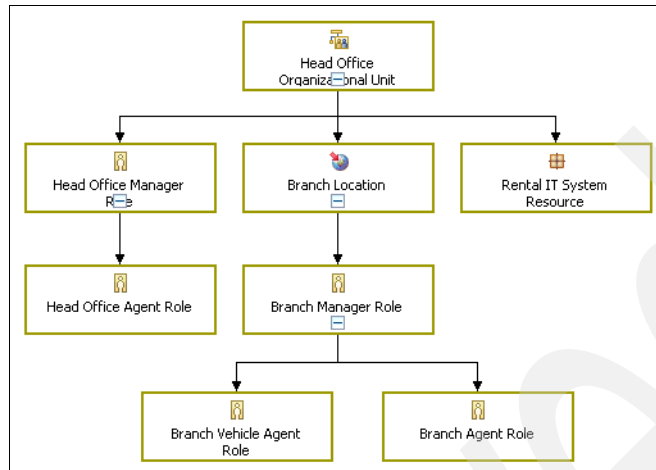 Head Office
Organizational Unit
Head Office Manager
Role
Branch Location
Rental IT System
Resource
Head Office Agent Role
Branch Manager Role
Branch Vehicle Agent
Role
Branch Agent Role